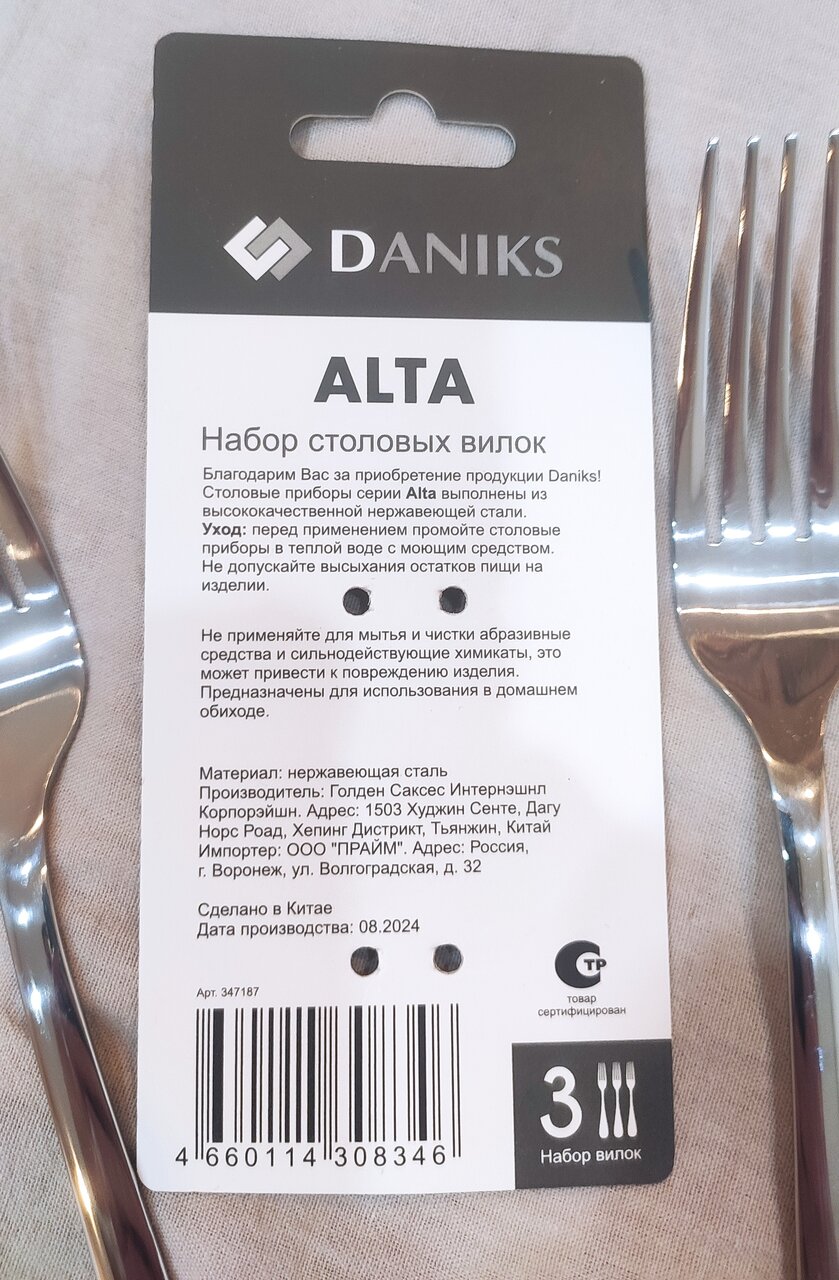 DANIKS
ALTA
Набор столовых вилок
Благодарим Вас за приобретение продукции Daniks!
Столовые приборы серии Alta выполнены из
высококачественной нержавеющей стали.
Уход: перед применением промойте столовые
приборы в теплой воде с моющим средством.
Не допускайте высыхания остатков пищи на
изделии.
Не применяйте для мытья и чистки абразивные
средства и сильнодействующие химикаты, это
может привести к повреждению изделия.
Предназначены для использования в домашнем
обиходе.
Материал: нержавеющая сталь
Производитель: Голден Саксес Интернэшнл
Корпорэйшн. Адрес: 1503 Худжин Сенте, Дагу
Норс Роад, Хепинг Дистрикт, Тьянжин, Китай
Импортер: ООО "ПРАЙМ". Адрес: Россия,
г. Воронеж, ул. Волгоградская, д. 32
Сделано в Китае
Дата производства: 08.2024
СТР
товар
сертифицирован
Арт. 347187
4 660114 308346
3
Набор вилок